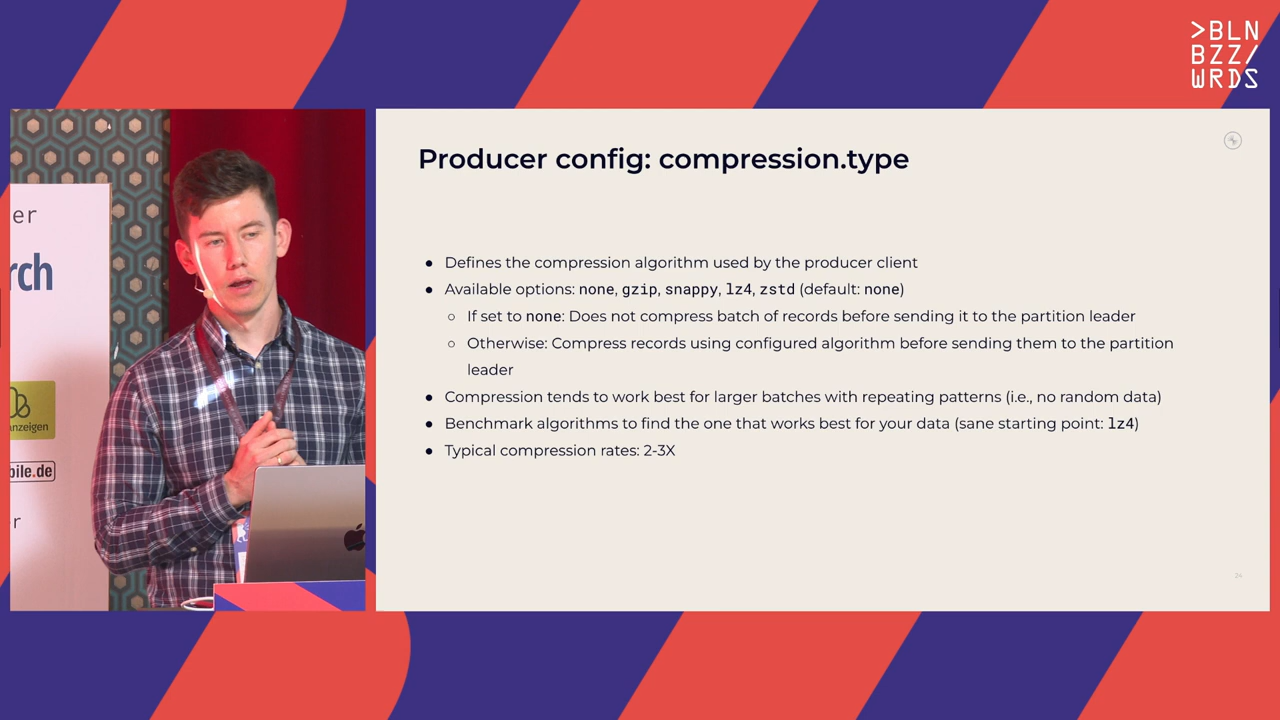 >BLN
BZZ/
WRDS
er
rch
nzeigen
bile.de
r
Producer config: compression.type
● Defines the compression algorithm used by the producer client
● Available options: none, gzip, snappy, lz4, zstd (default: none)
○ If set to none: Does not compress batch of records before sending it to the partition leader
○ Otherwise: Compress records using configured algorithm before sending them to the partition
leader
● Compression tends to work best for larger batches with repeating patterns (i.e., no random data)
● Benchmark algorithms to find the one that works best for your data (sane starting point: lz4)
● Typical compression rates: 2-3X
24